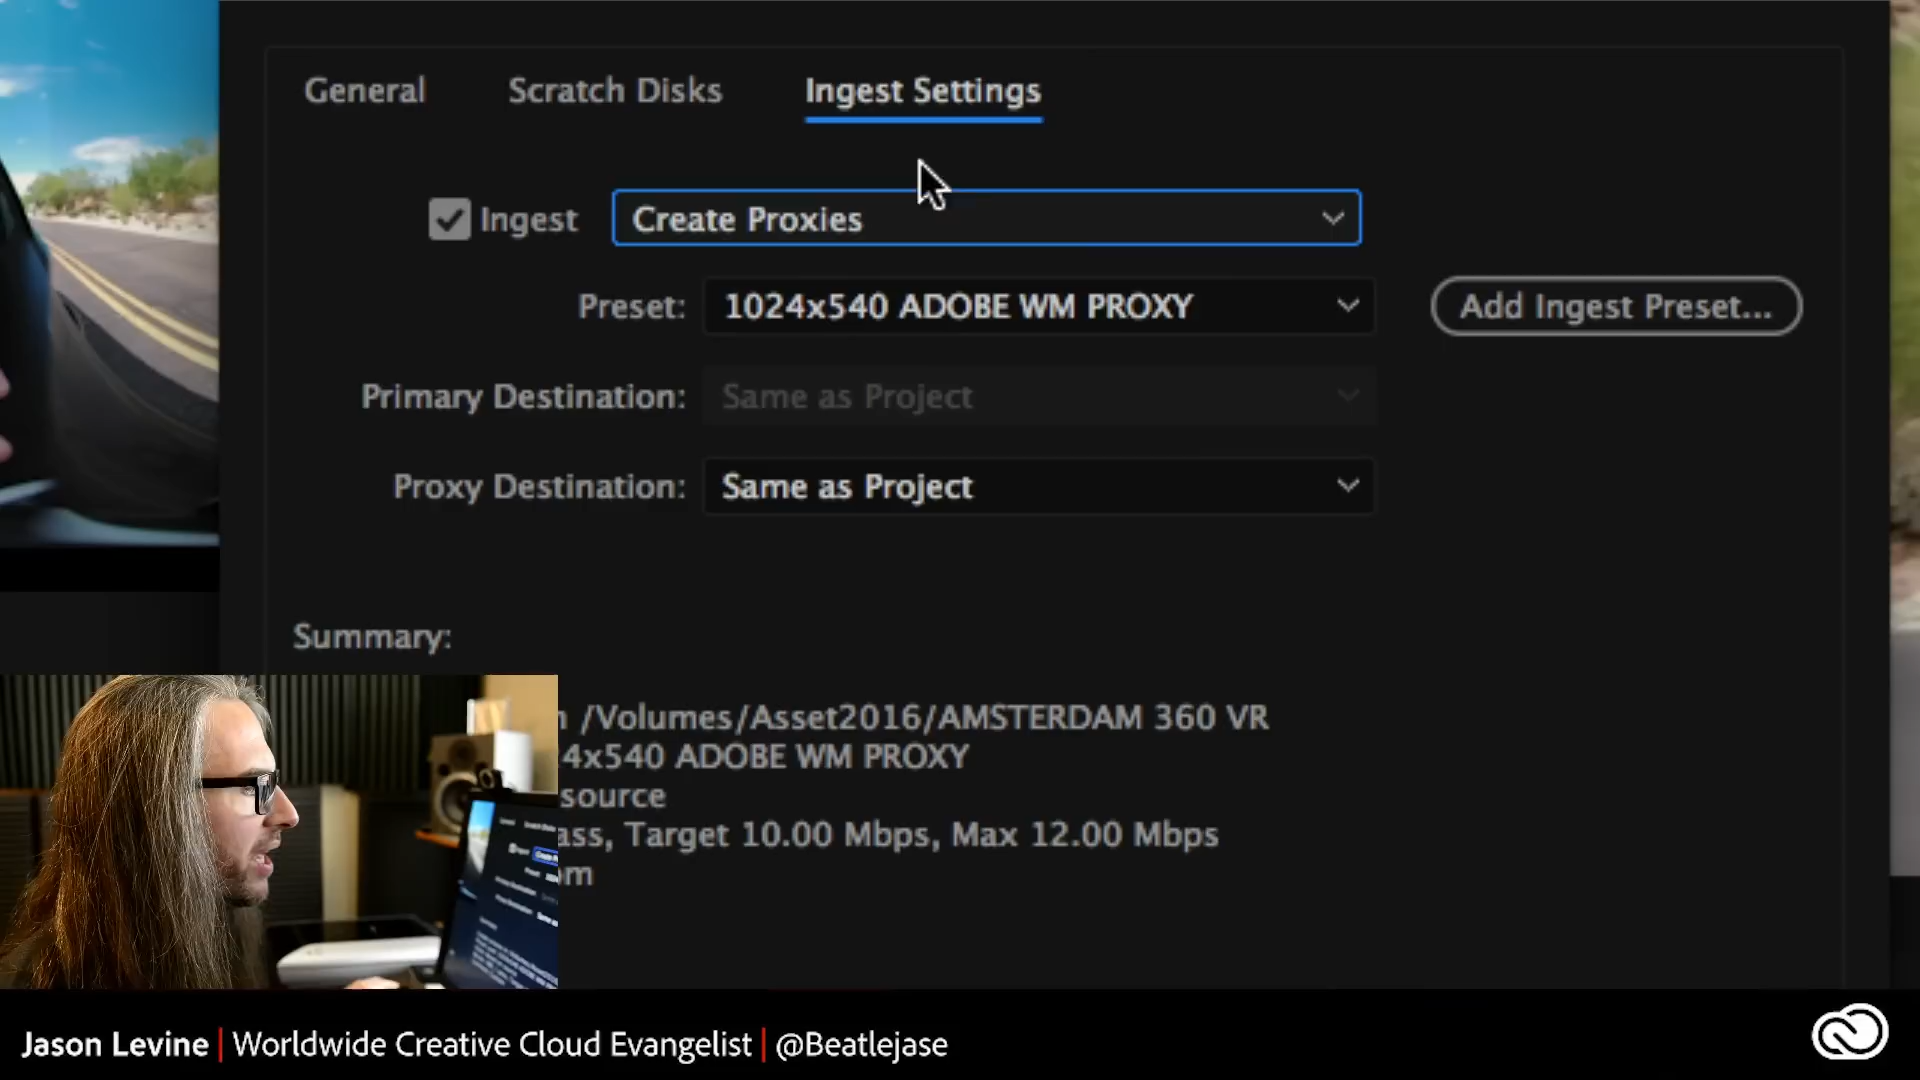 General Scratch Disks Ingest Settings
Ingest Create Proxies
Preset: 1024x540 ADOBE WM PROXY Add Ingest Preset...
Primary Destination: Same as Project
Proxy Destination: Same as Project
Summary:
/Volumes/Asset2016/AMSTERDAM 360 VR
4x540 ADOBE WM PROXY
source
ass, Target 10.00 Mbps, Max 12.00 Mbps
om
Jason Levine | Worldwide Creative Cloud Evangelist | @Beatlejase